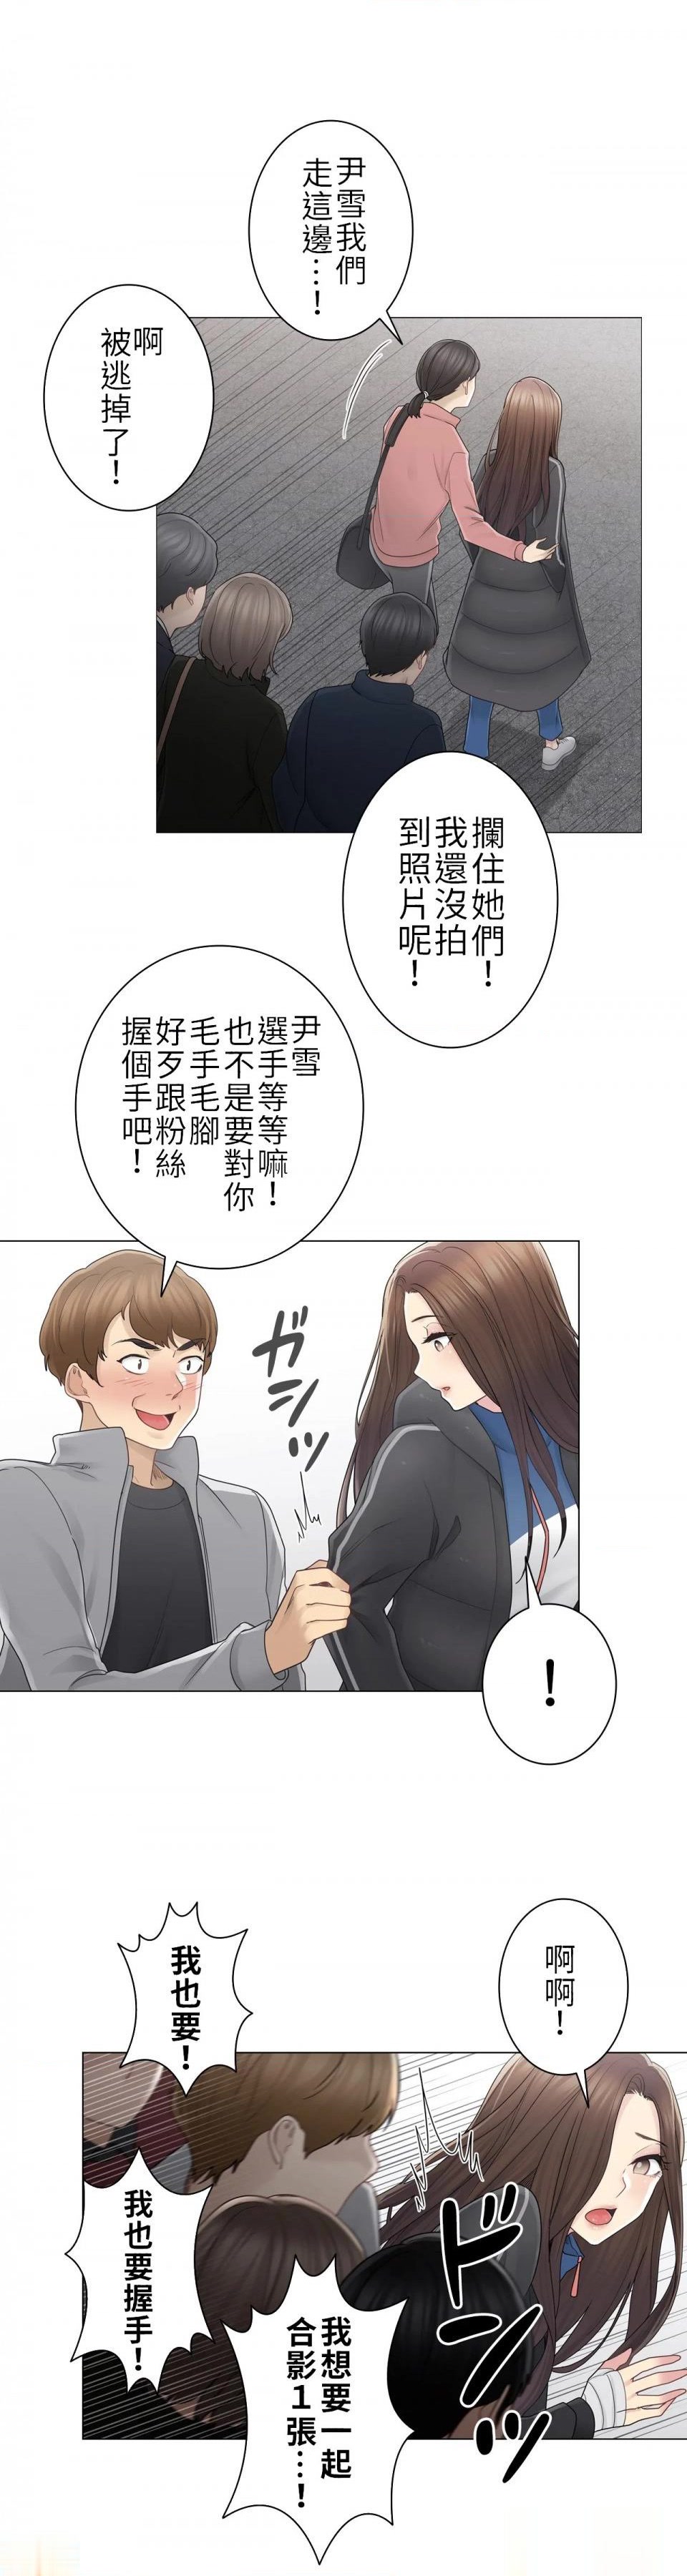 尹雪我們
走這邊…！
啊
被逃掉了！
攔住她們！
我還沒拍
到照片呢！
尹雪
選手等等嘛！
也不是要對你
毛手毛腳
好歹跟粉絲
握個手吧！
ガシッ
！
啊啊！
我也要！
我也要握手！
ドン
我想要一起
合影1張…！